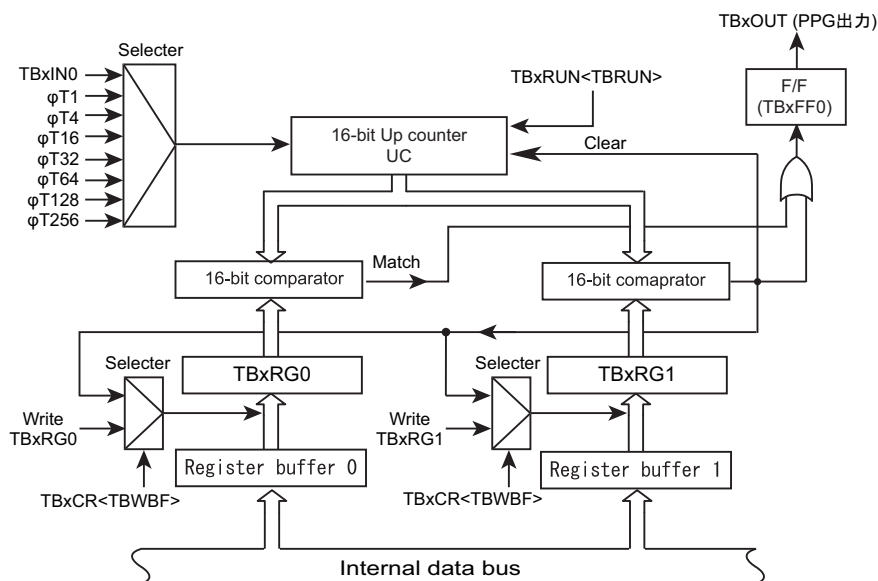 TBxOUT (PPG出力)
Selecter
TBxIN0
φT1
φT4
φT16
φT32
φT64
φT128
φT256
TBxRUN<TBRUN>
F/F
(TBxFF0)
16-bit Up counter
UC
Clear
16-bit comparator
Match
16-bit comaprator
Selecter
TBxRG0
Selecter
TBxRG1
Write
TBxRG0
Write
TBxRG1
Register buffer 0
Register buffer 1
TBxCR<TBWBF>
TBxCR<TBWBF>
Internal data bus